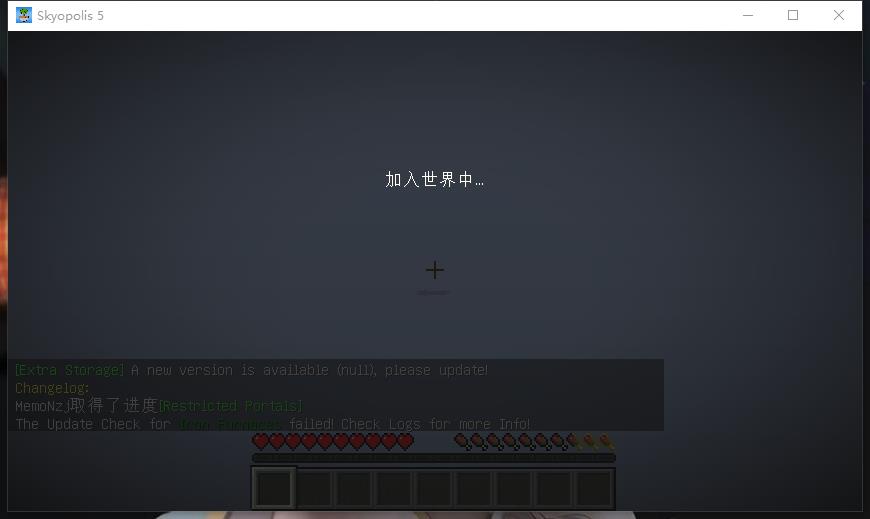 Skyopolis 5
加入世界中...
[Extra Storage] A new version is available (null), please update!
Changelog:
MemoNzj取得了进度[Restricted Portals]
The Update Check for Iron Furnaces failed! Check Logs for more Info!